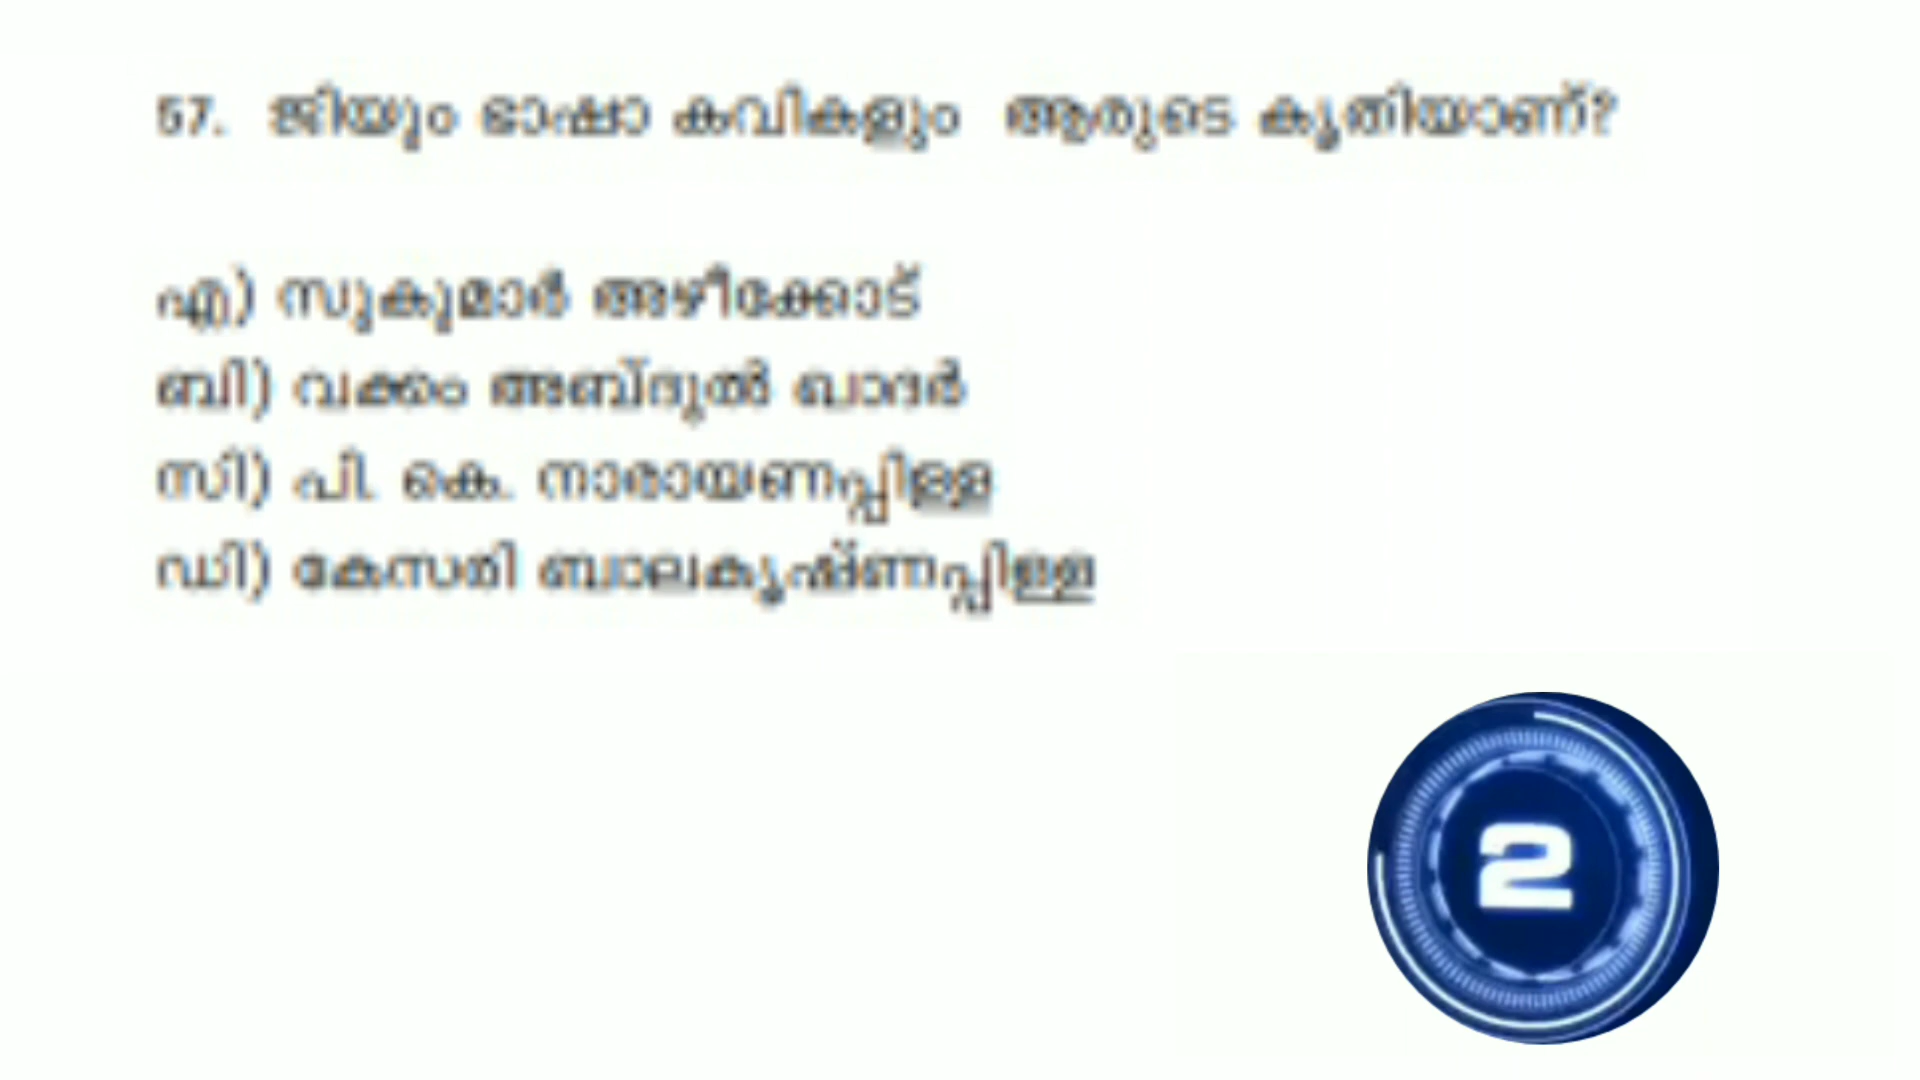 57. ജിയും ഭാഷാ കവികളും ആരുടെ കൃതിയാണ്?
എ) സുകുമാർ അഴീക്കോട്
ബി) വക്കം അബ്ദുൽ ഖാദർ
സി) പി. കെ. നാരായണപ്പിള്ള
ഡി) കേസരി ബാലകൃഷ്ണപ്പിള്ള
2